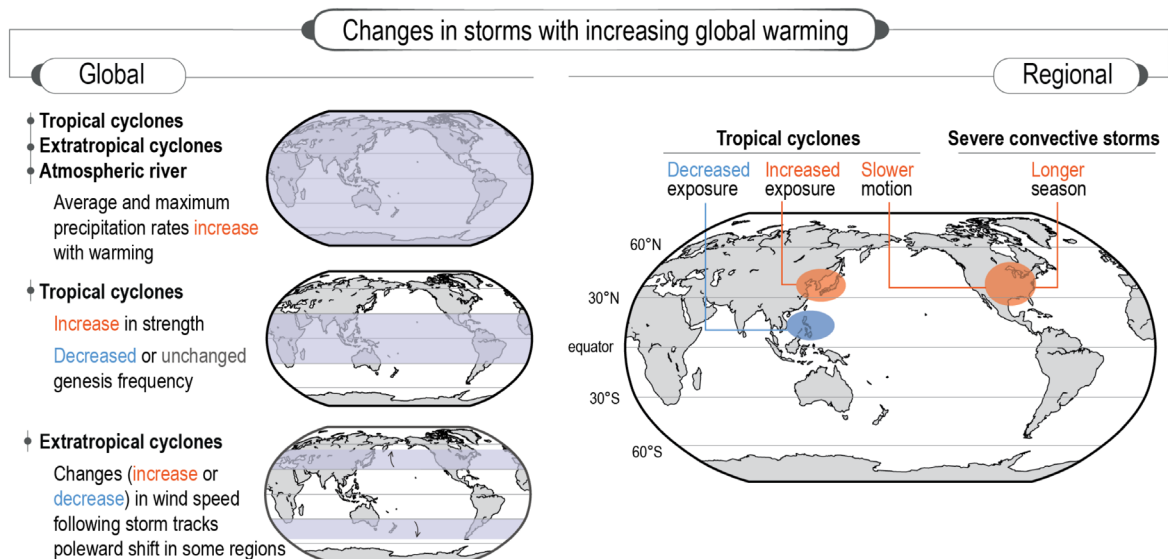 Changes in storms with increasing global warming
Global
Tropical cyclones
Extratropical cyclones
Atmospheric river
Average and maximum
precipitation rates increase
with warming
Tropical cyclones
Increase in strength
Decreased or unchanged
genesis frequency
Extratropical cyclones
Changes (increase or
decrease) in wind speed
following storm tracks
poleward shift in some regions
Regional
Tropical cyclones
Severe convective storms
Decreased
exposure
Increased
exposure
Slower
motion
Longer
season
60°N
30°N
equator
30°S
60°S